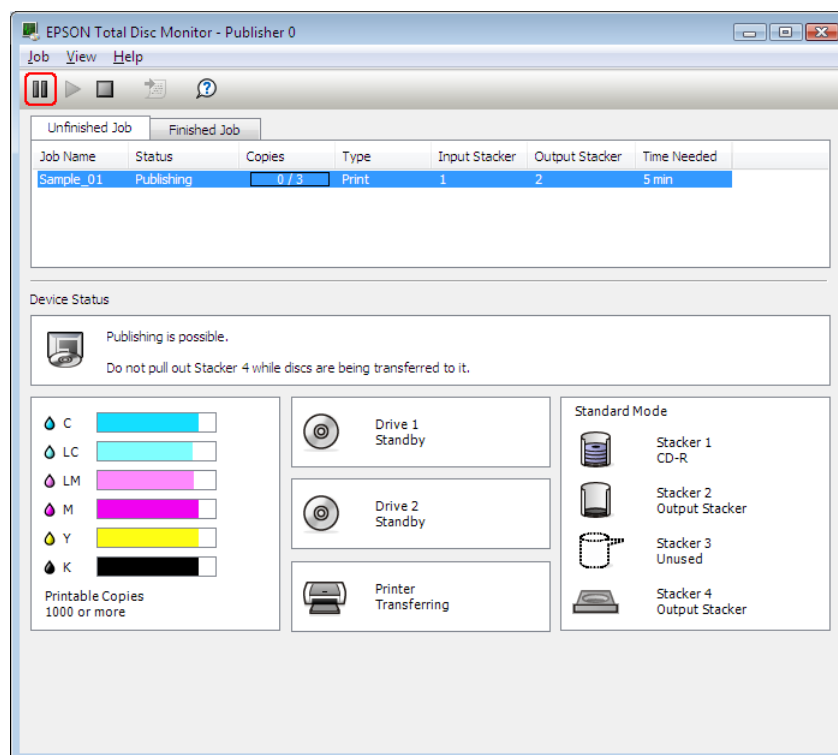 EPSON Total Disc Monitor - Publisher 0
Job View Help
Unfinished Job Finished Job
Job Name Status Copies Type Input Stacker Output Stacker Time Needed
Sample_01 Publishing 0 / 3 Print 1 2 5 min
Device Status
Publishing is possible.
Do not pull out Stacker 4 while discs are being transferred to it.
C
LC
LM
M
Y
K
Printable Copies
1000 or more
Drive 1
Standby
Drive 2
Standby
Printer
Transferring
Standard Mode
Stacker 1
CD-R
Stacker 2
Output Stacker
Stacker 3
Unused
Stacker 4
Output Stacker